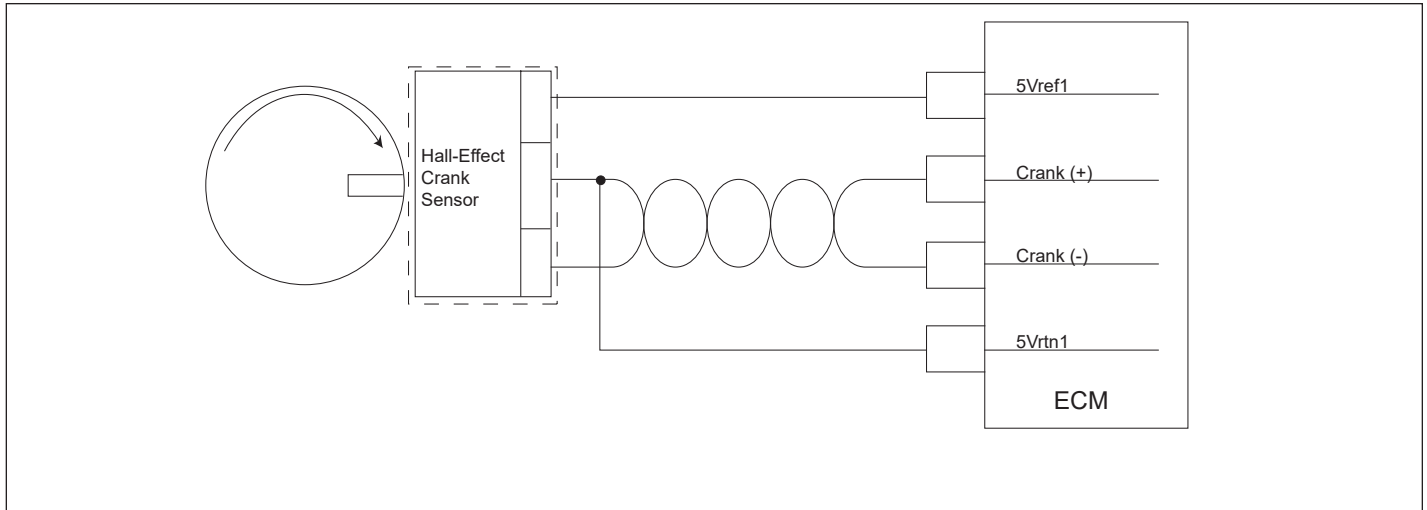 5Vref1
Hall-Effect
Crank
Sensor
Crank (+)
Crank (-)
5Vrtn1
ECM